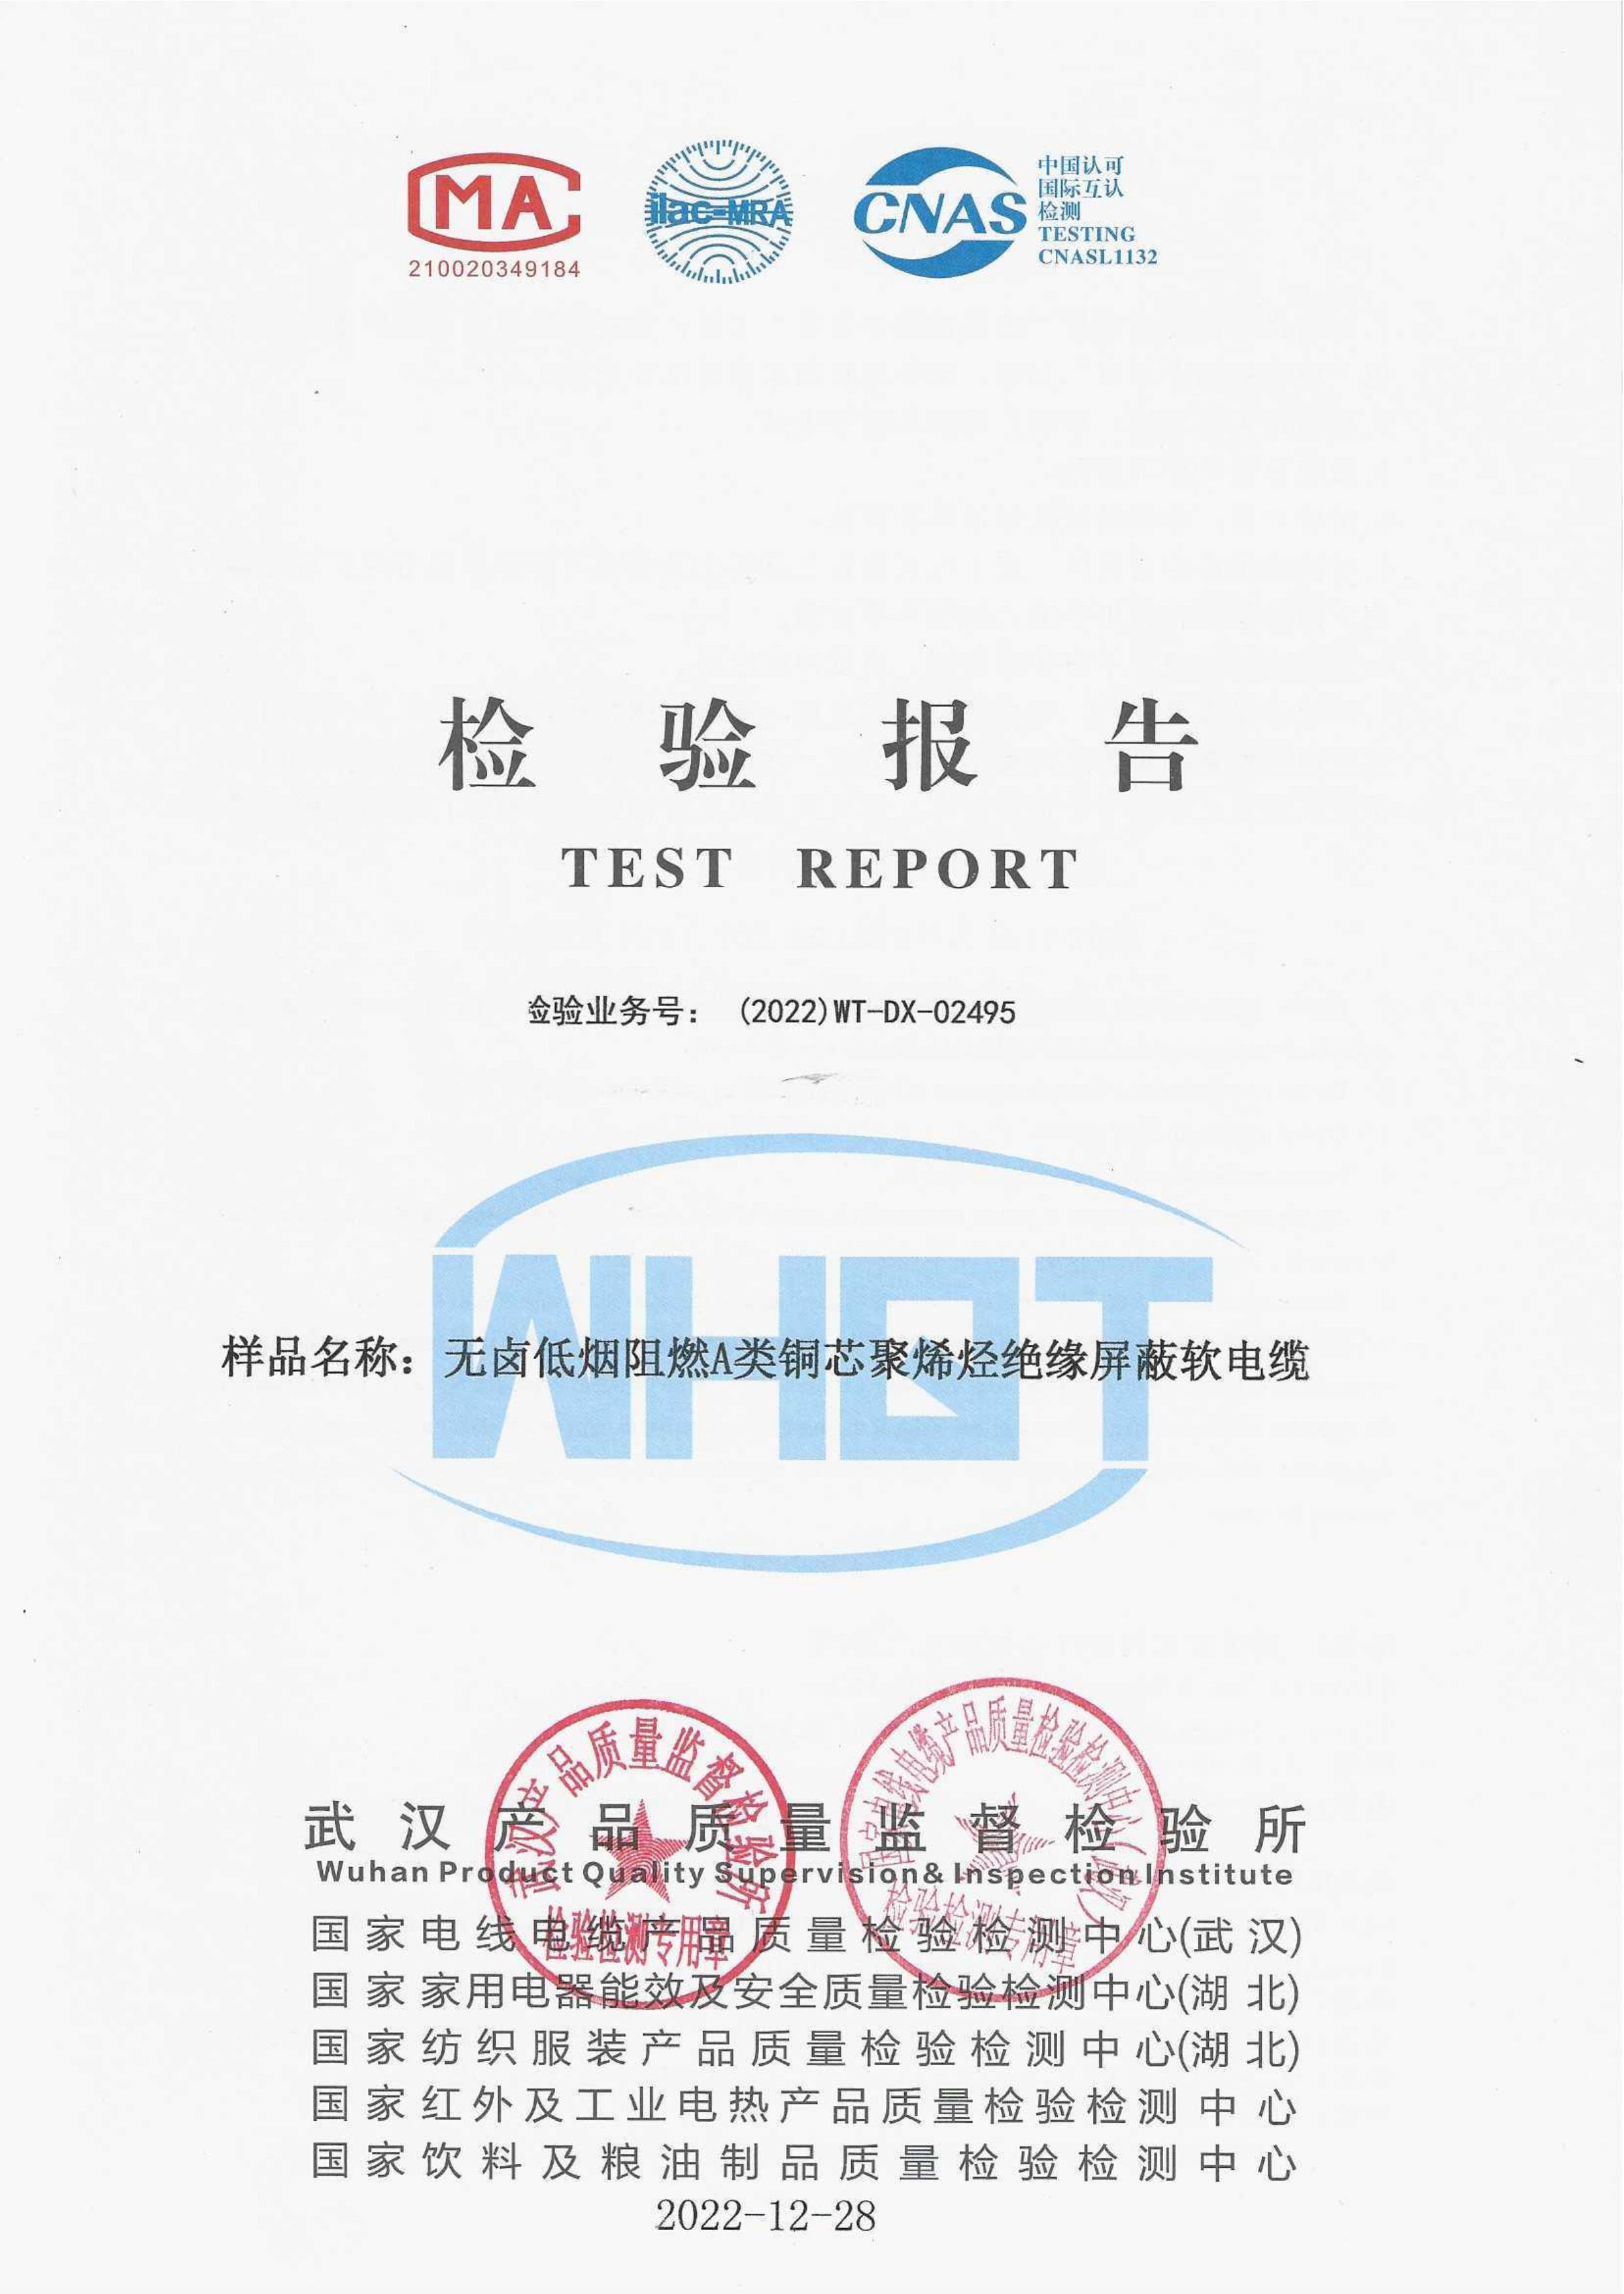 MA
210020349184
ilac-MRA
CNAS
中国认可
国际互认
检测
TESTING
CNASL1132
检验报告
TEST REPORT
检验业务号： (2022)WT-DX-02495
WHQT
样品名称：无卤低烟阻燃A类铜芯聚烯烃绝缘屏蔽软电缆
武汉产品质量监督检验所
检验检测专用章
国家电线电缆产品质量检验检测中心(武汉)
检验检测专用章
武汉产品质量监督检验所
Wuhan Product Quality Supervision& Inspection Institute
国家电线电缆产品质量检验检测中心(武汉)
国家家用电器能效及安全质量检验检测中心(湖北)
国家纺织服装产品质量检验检测中心(湖北)
国家红外及工业电热产品质量检验检测中心
国家饮料及粮油制品质量检验检测中心
2022-12-28